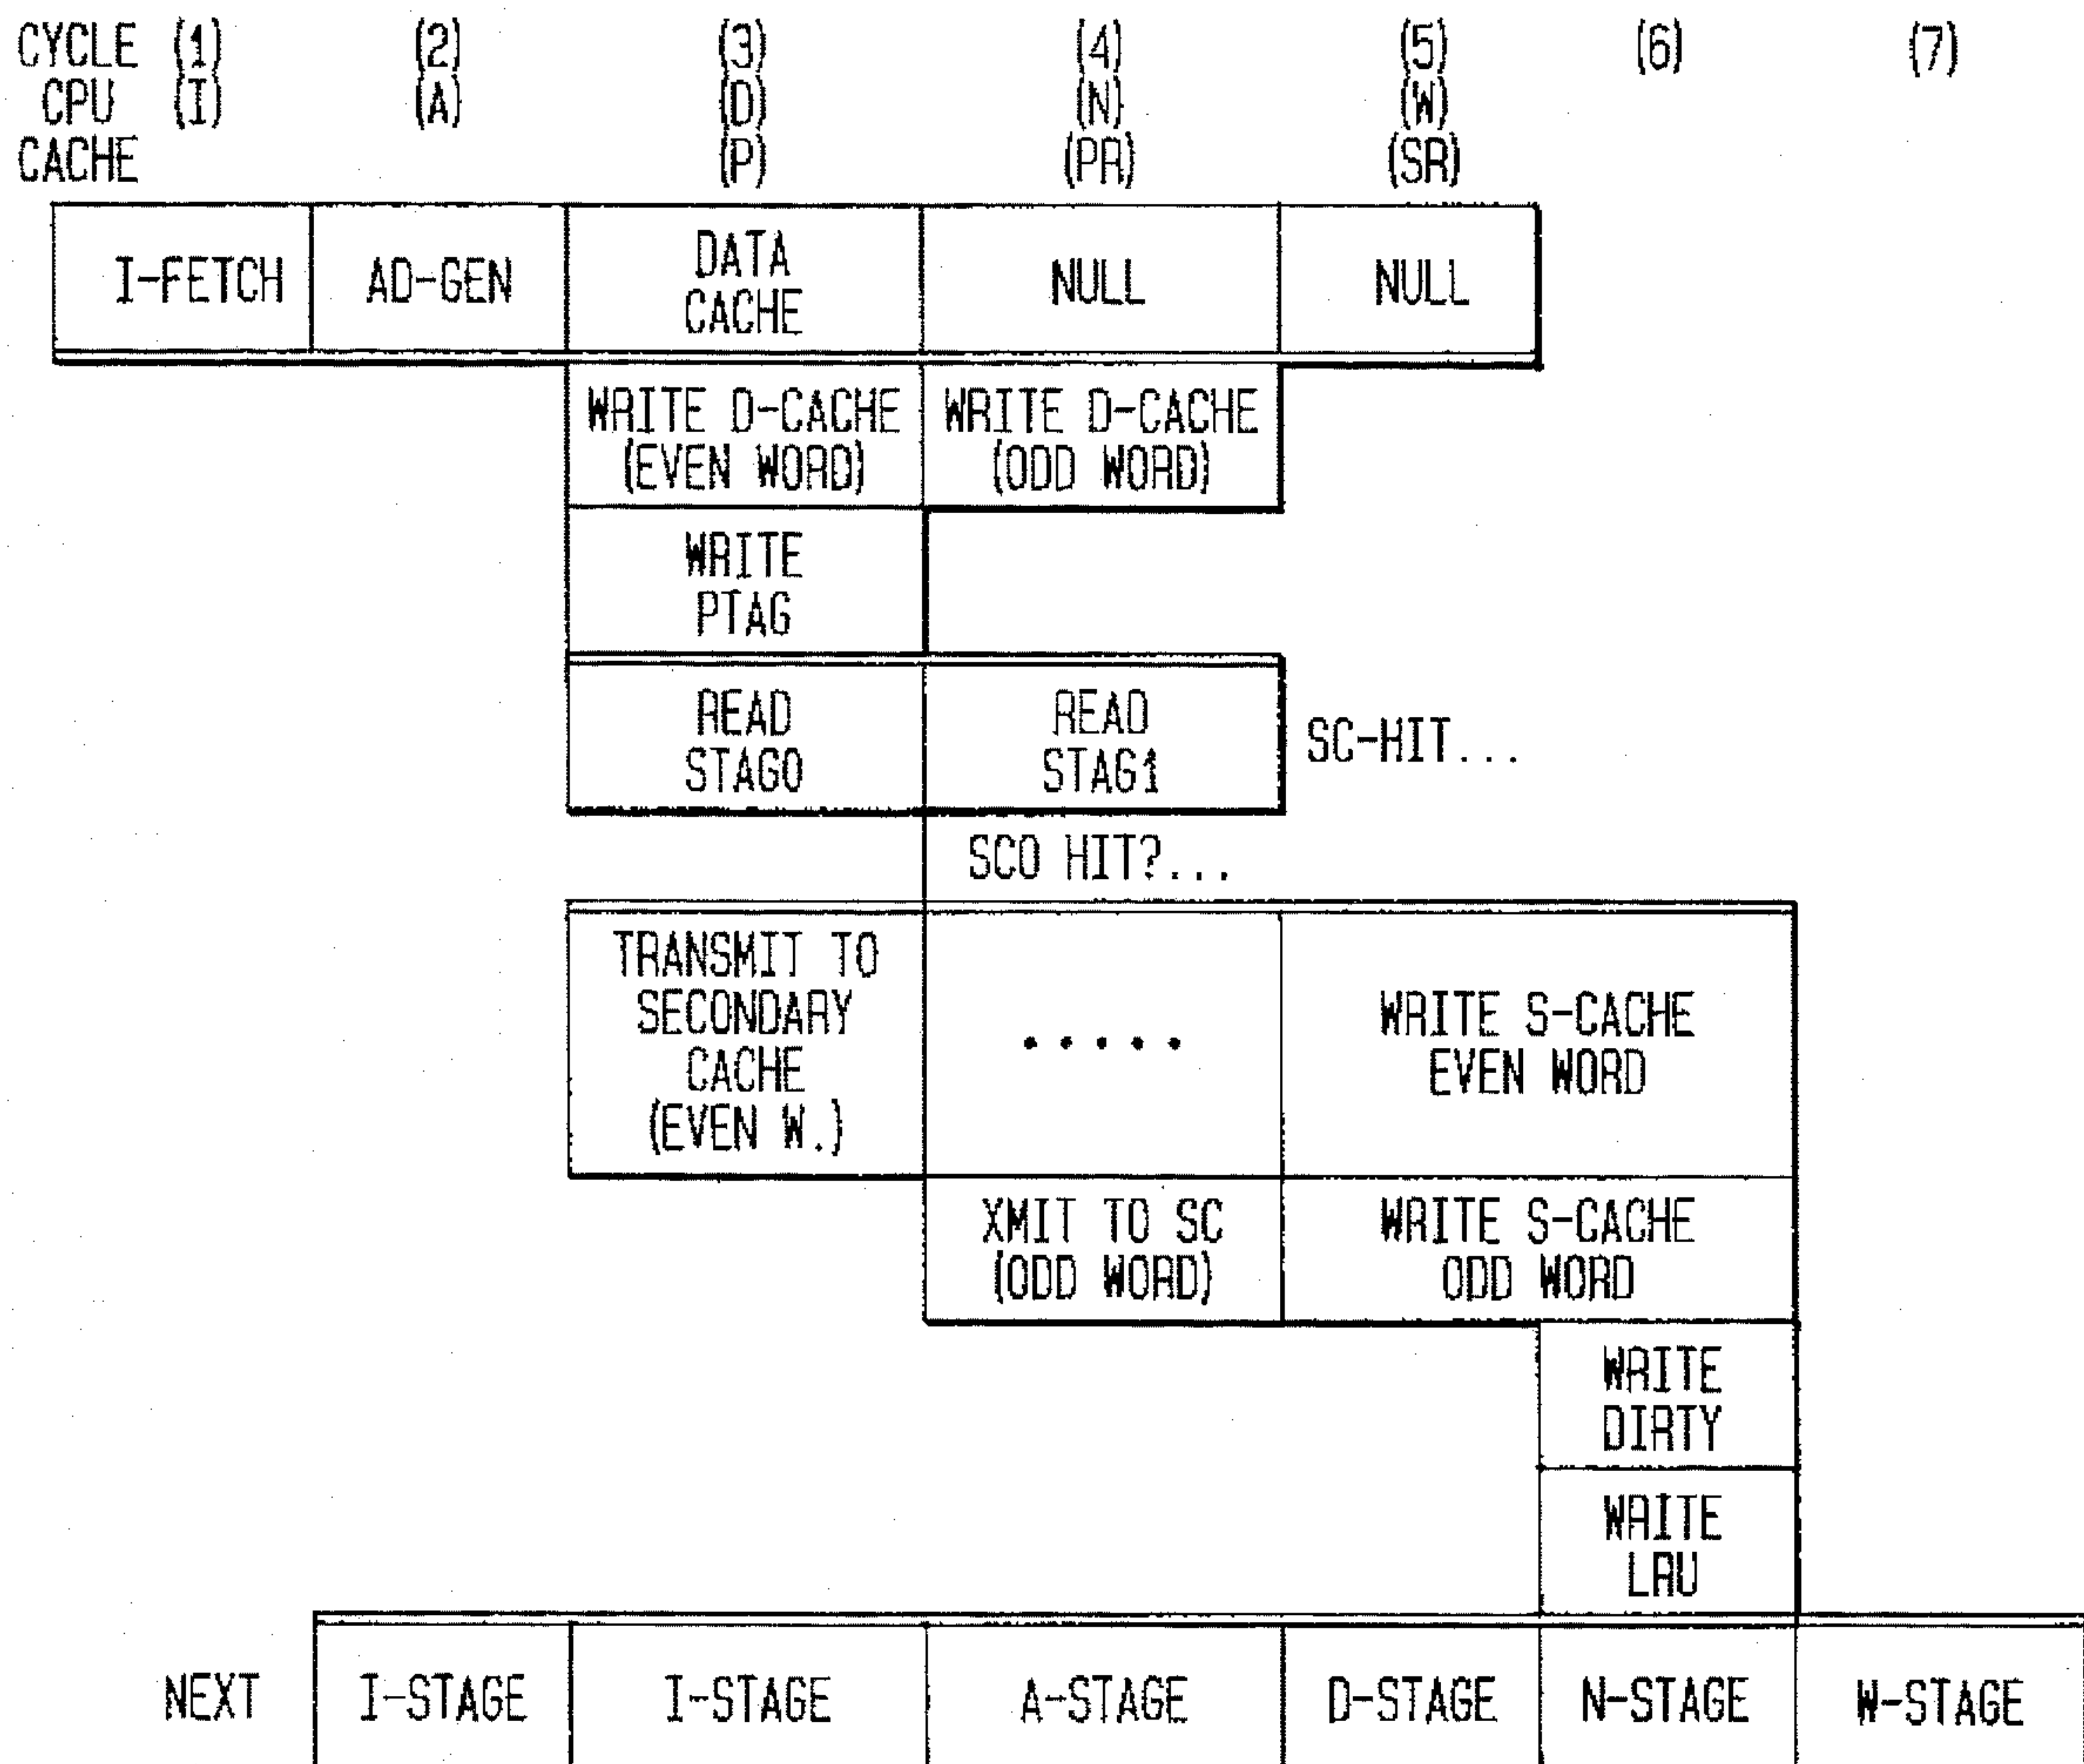 CYCLE (1) (2) (3) (4) (5) (6) (7)
CPU (I) (A) (D) (N) (W)
CACHE (P) (PR) (SR)
I-FETCH AD-GEN DATA CACHE NULL NULL
WRITE D-CACHE WRITE D-CACHE
(EVEN WORD) (ODD WORD)
WRITE
PTAG
READ READ
STAG0 STAG1
SC-HIT...
SC0 HIT?...
TRANSMIT TO
SECONDARY
CACHE
(EVEN W.)
.....
WRITE S-CACHE
EVEN WORD
XMIT TO SC WRITE S-CACHE
(ODD WORD) ODD WORD
WRITE
DIRTY
WRITE
LRU
NEXT I-STAGE I-STAGE A-STAGE D-STAGE N-STAGE W-STAGE